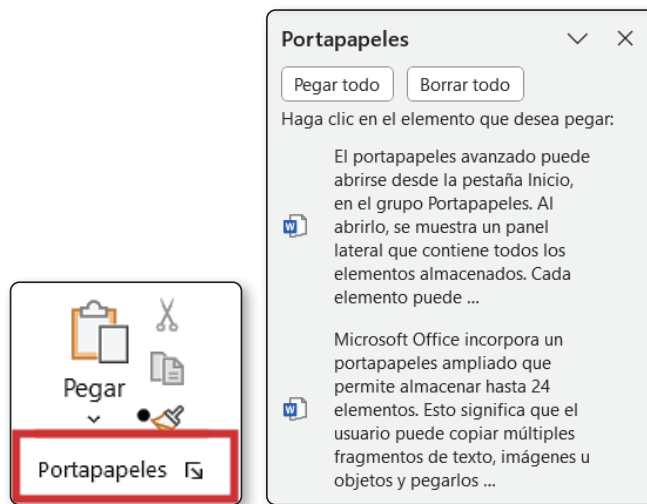 Portapapeles
Pegar todo
Borrar todo
Haga clic en el elemento que desea pegar:
El portapapeles avanzado puede
abrirse desde la pestaña Inicio,
en el grupo Portapapeles. Al
abrirlo, se muestra un panel
lateral que contiene todos los
elementos almacenados. Cada
elemento puede ...
Microsoft Office incorpora un
portapapeles ampliado que
permite almacenar hasta 24
elementos. Esto significa que el
usuario puede copiar múltiples
fragmentos de texto, imágenes u
objetos y pegarlos ...
Pegar
Portapapeles